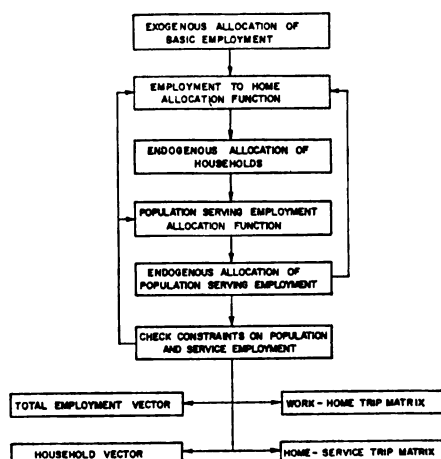 EXOGENOUS ALLOCATION OF
BASIC EMPLOYMENT
EMPLOYMENT TO HOME
ALLOCATION FUNCTION
ENDOGENOUS ALLOCATION OF
HOUSEHOLDS
POPULATION SERVING EMPLOYMENT
ALLOCATION FUNCTION
ENDOGENOUS ALLOCATION OF
POPULATION SERVING EMPLOYMENT
CHECK CONSTRAINTS ON POPULATION
AND SERVICE EMPLOYMENT
TOTAL EMPLOYMENT VECTOR
WORK - HOME TRIP MATRIX
HOUSEHOLD VECTOR
HOME - SERVICE TRIP MATRIX